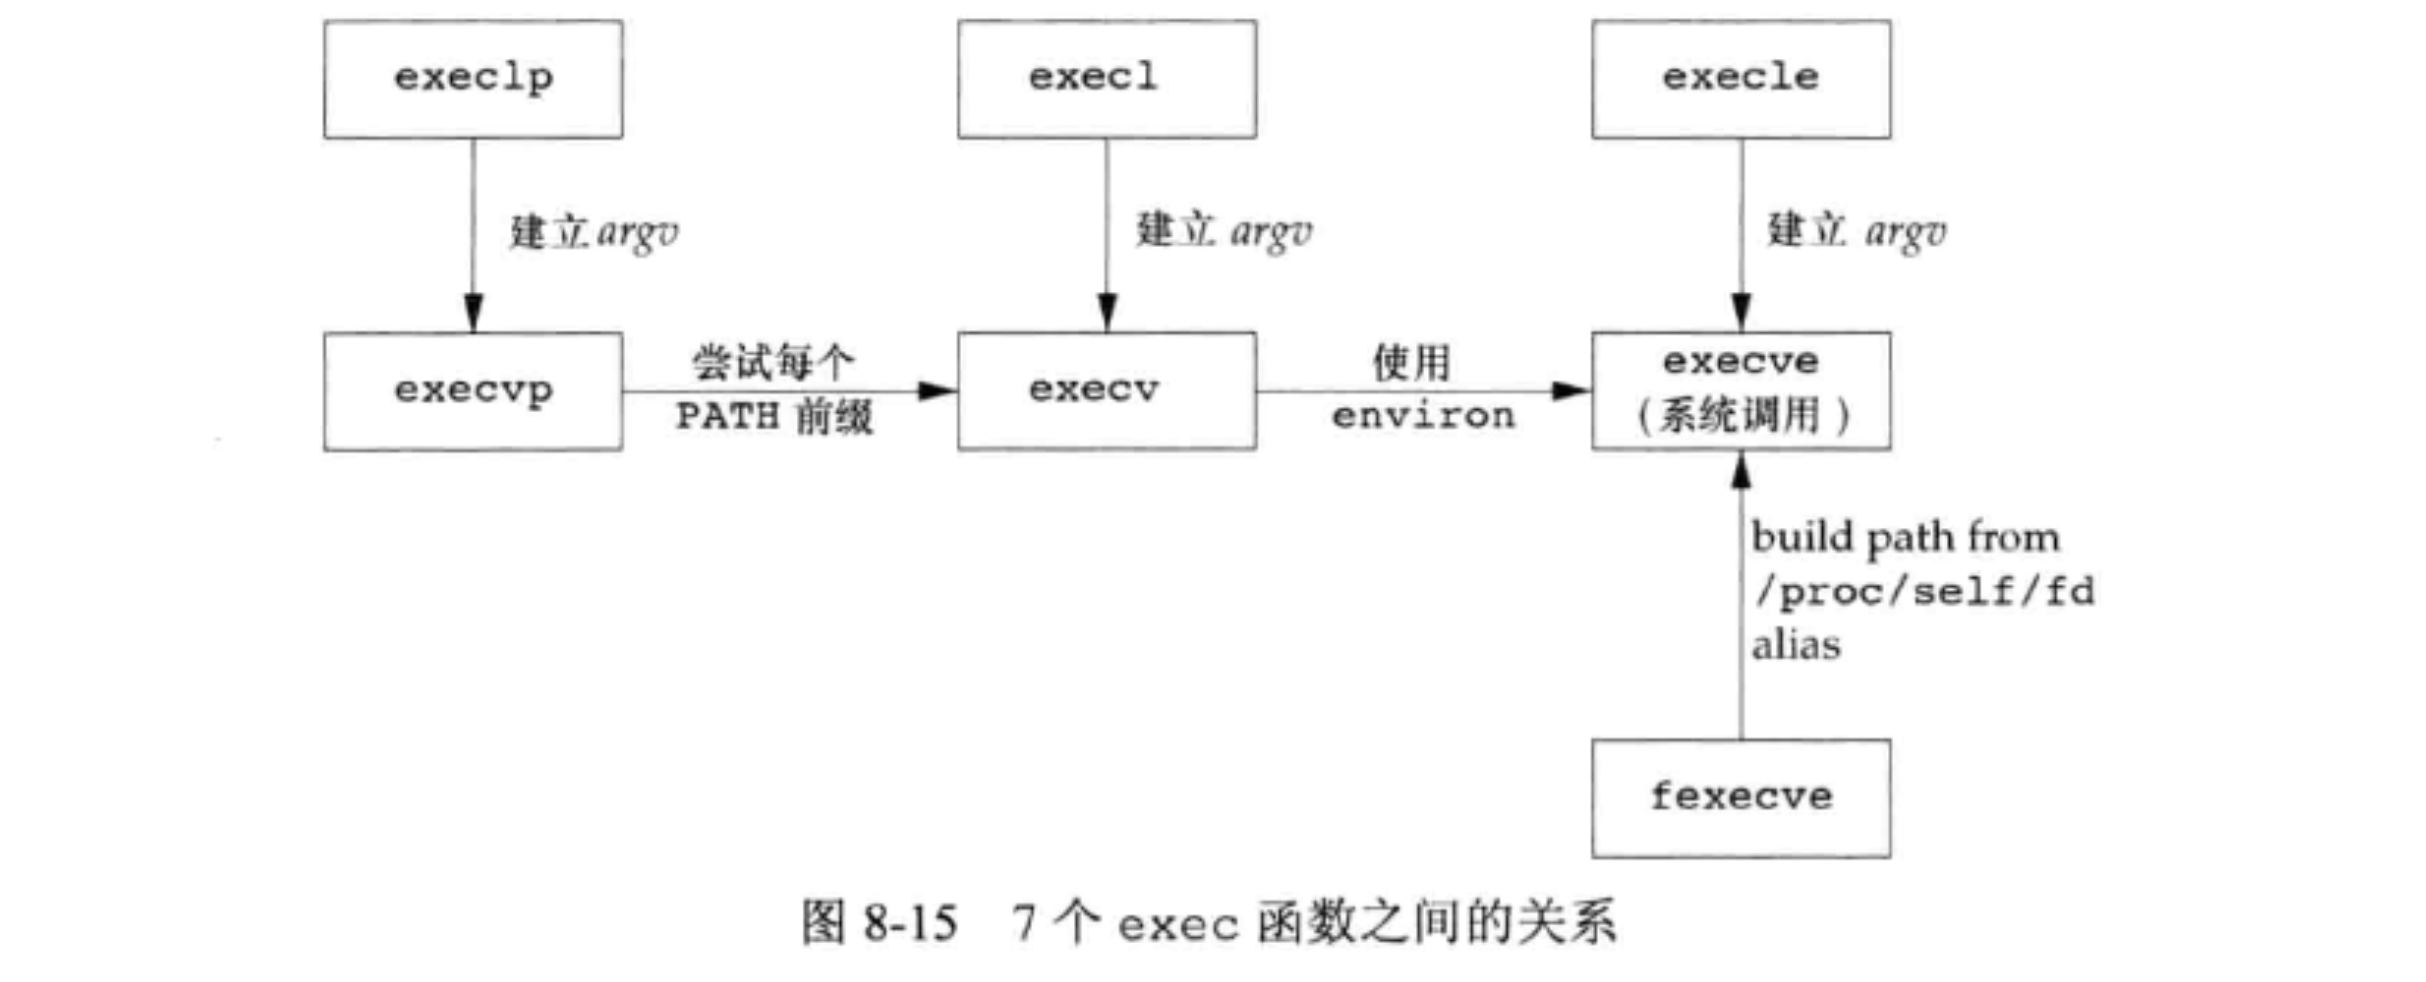 execlp
execl
execle
建立 argv
建立 argv
建立 argv
execvp
尝试每个
PATH 前缀
execv
使用
environ
execve
(系统调用)
build path from
/proc/self/fd
alias
fexecve
图 8-15 7 个 exec 函数之间的关系